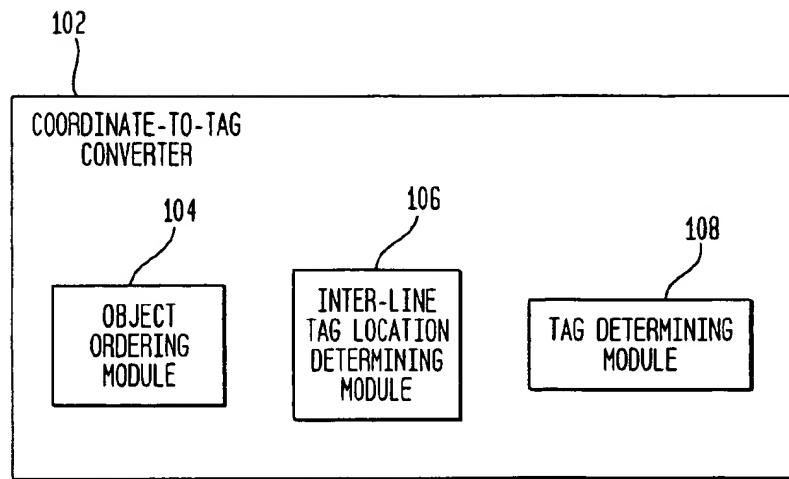 102
COORDINATE-TO-TAG
CONVERTER
104
OBJECT
ORDERING
MODULE
106
INTER-LINE
TAG LOCATION
DETERMINING
MODULE
108
TAG DETERMINING
MODULE